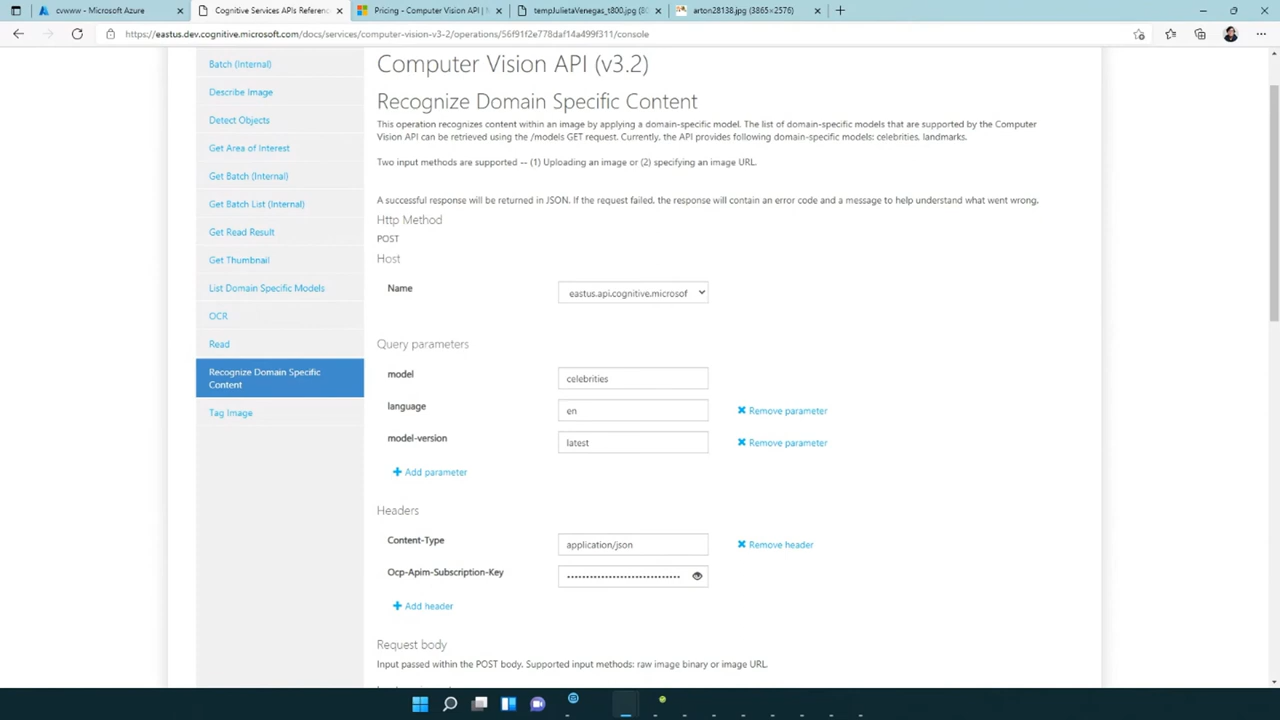 cvwww - Microsoft Azure
Cognitive Services APIs Referenc
Pricing - Computer Vision API | M
tempJulietaVenegas_t800.jpg (80
arton28138.jpg (3865×2576)
https://eastus.dev.cognitive.microsoft.com/docs/services/computer-vision-v3-2/operations/56f91f2e778daf14a499f311/console
Batch (Internal)
Describe Image
Detect Objects
Get Area of Interest
Get Batch (Internal)
Get Batch List (Internal)
Get Read Result
Get Thumbnail
List Domain Specific Models
OCR
Read
Recognize Domain Specific
Content
Tag Image
Computer Vision API (v3.2)
Recognize Domain Specific Content
This operation recognizes content within an image by applying a domain-specific model. The list of domain-specific models that are supported by the Computer
Vision API can be retrieved using the /models GET request. Currently, the API provides following domain-specific models: celebrities, landmarks.
Two input methods are supported -- (1) Uploading an image or (2) specifying an image URL.
A successful response will be returned in JSON. If the request failed, the response will contain an error code and a message to help understand what went wrong.
Http Method
POST
Host
Name
eastus.api.cognitive.microsof
Query parameters
model
celebrities
language
en
Remove parameter
model-version
latest
Remove parameter
Add parameter
Headers
Content-Type
application/json
Remove header
Ocp-Apim-Subscription-Key
Add header
Request body
Input passed within the POST body. Supported input methods: raw image binary or image URL.